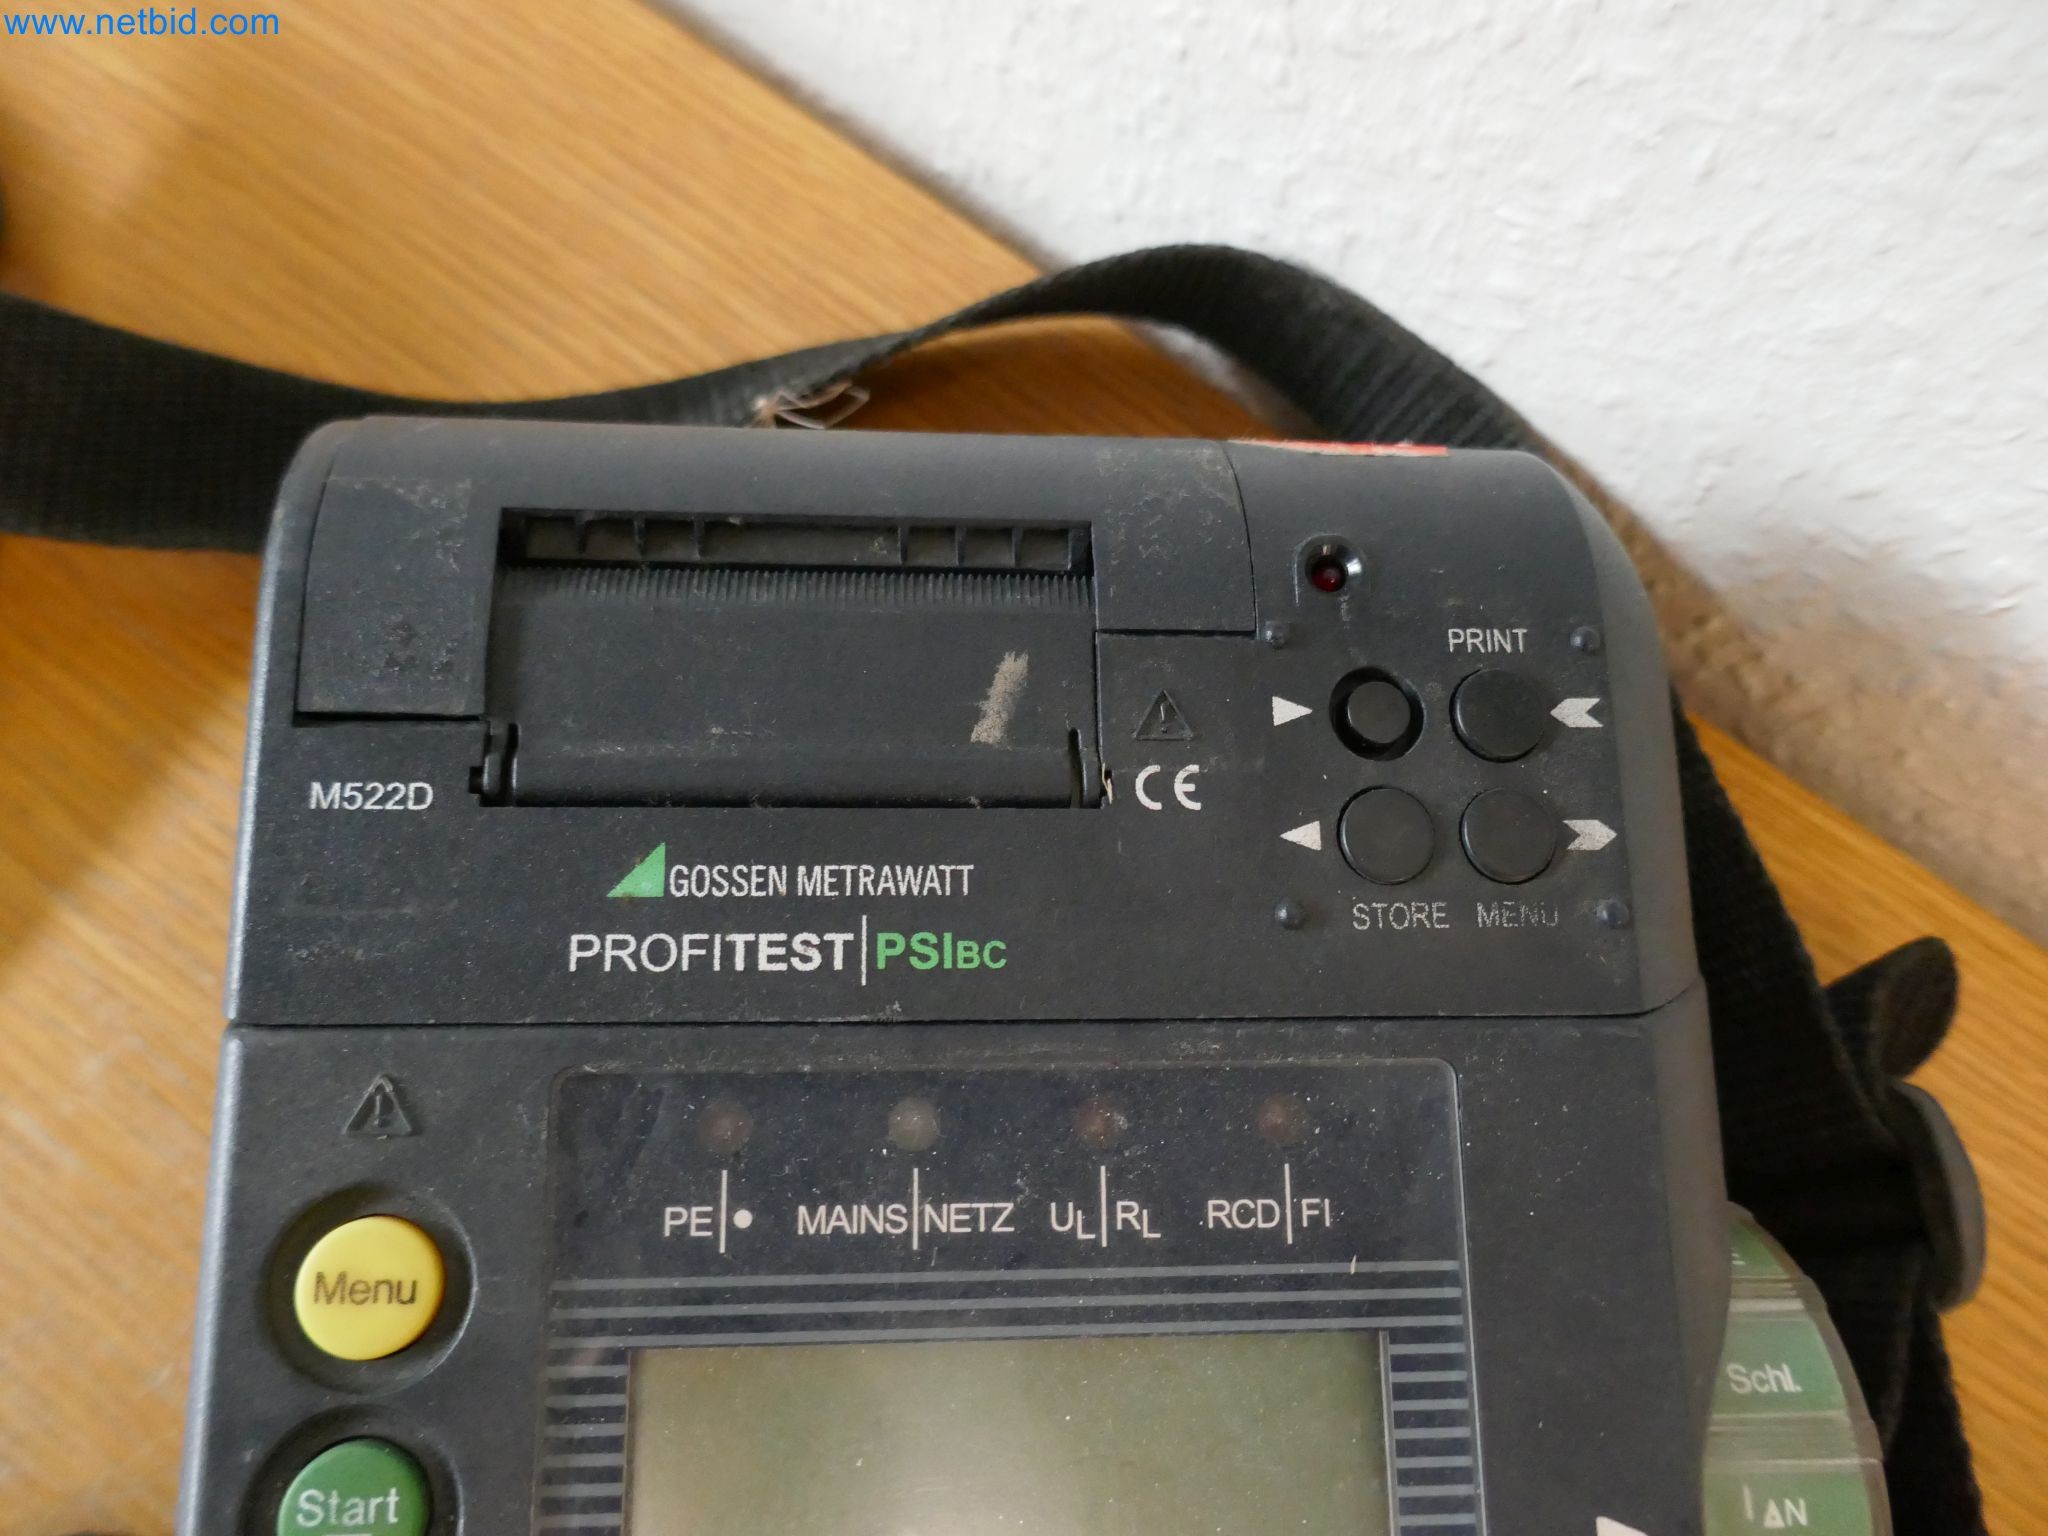 www.netbid.com
PRINT
M522D
CE
GOSSEN METRAWATT
STORE MENU
PROFITEST|PSIBC
PE|• MAINS|NETZ UL|RL RCD|FI
Menu
Schl.
Start
IΔN